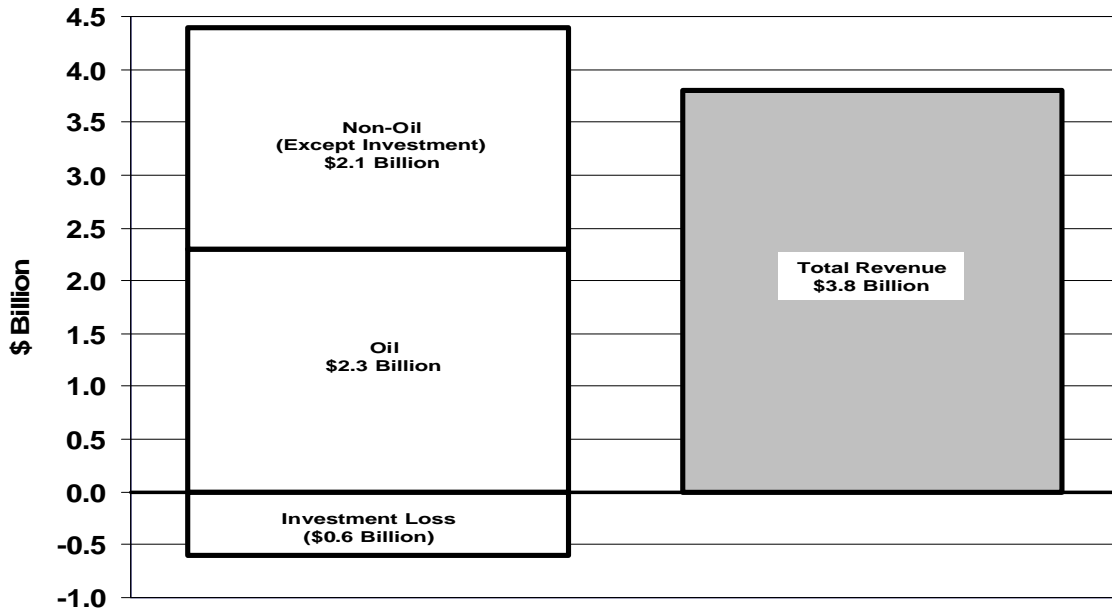 4.5
4.0
3.5
3.0
2.5
2.0
1.5
1.0
0.5
0.0
-0.5
-1.0
$ Billion
Non-Oil
(Except Investment)
$2.1 Billion
Oil
$2.3 Billion
Investment Loss
($0.6 Billion)
Total Revenue
$3.8 Billion